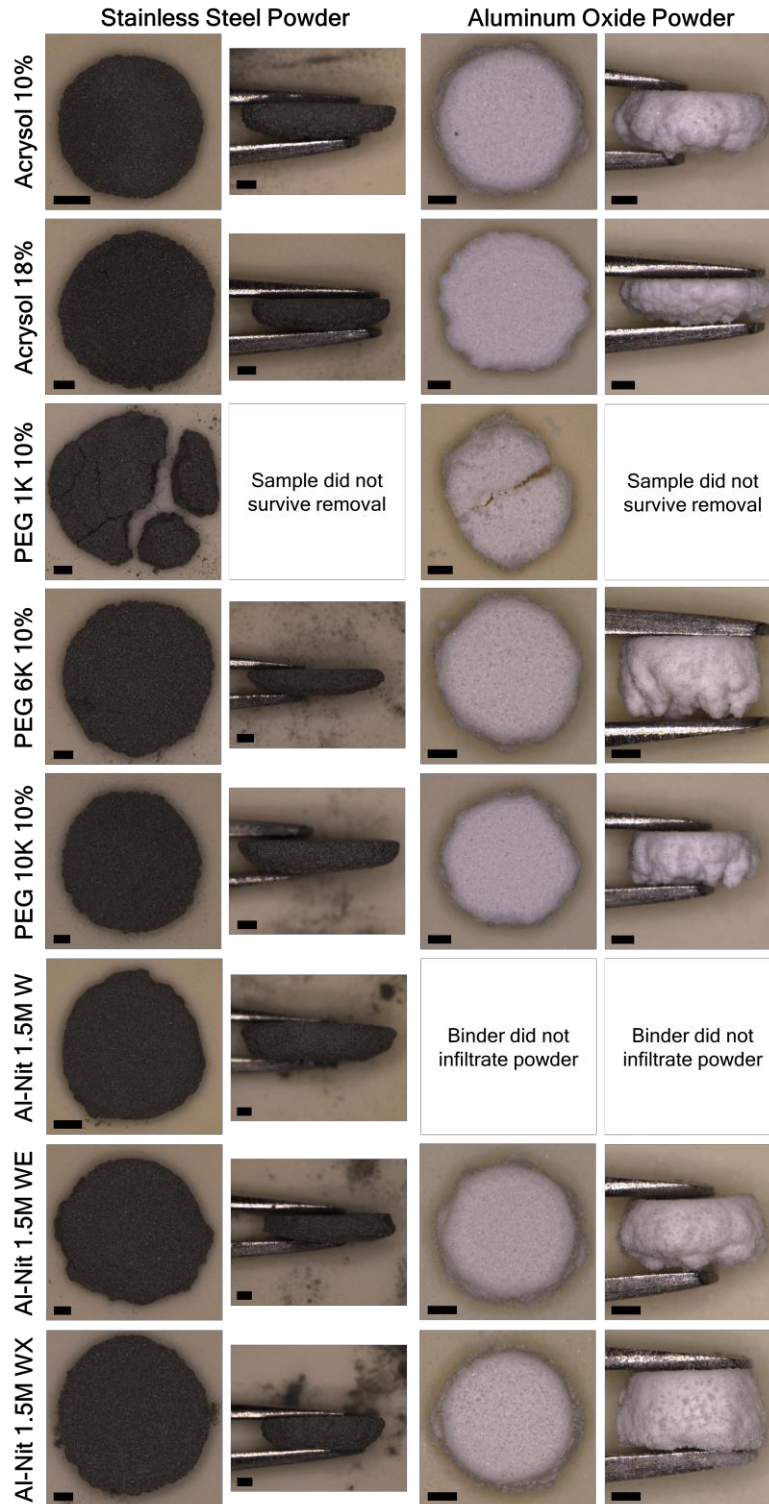 Stainless Steel Powder
Aluminum Oxide Powder
Acrysol 10%
Acrysol 18%
PEG 1K 10%
Sample did not
survive removal
Sample did not
survive removal
PEG 6K 10%
PEG 10K 10%
Al-Nit 1.5M W
Binder did not
infiltrate powder
Binder did not
infiltrate powder
Al-Nit 1.5M WE
Al-Nit 1.5M WX